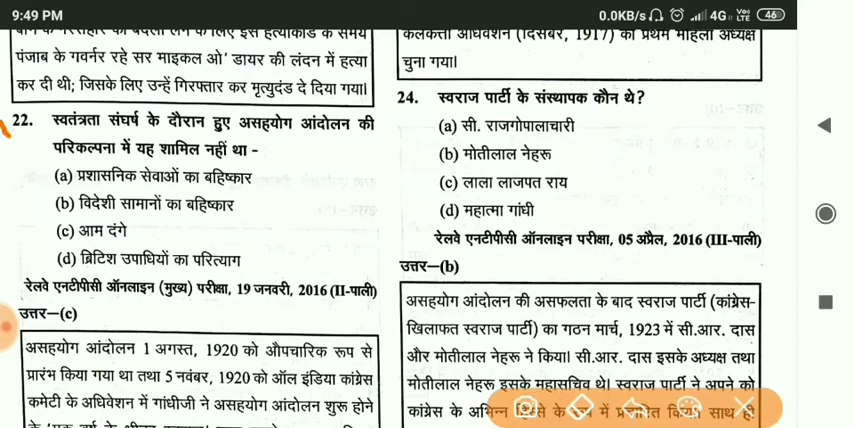 9:49 PM
0.0KB/s 4G VoLTE 46
पंजाब के गवर्नर रहे सर माइकल ओ' डायर की लंदन में हत्या
कर दी थी; जिसके लिए उन्हें गिरफ्तार कर मृत्युदंड दे दिया गया।
22. स्वतंत्रता संघर्ष के दौरान हुए असहयोग आंदोलन की
परिकल्पना में यह शामिल नहीं था -
(a) प्रशासनिक सेवाओं का बहिष्कार
(b) विदेशी सामानों का बहिष्कार
(c) आम दंगे
(d) ब्रिटिश उपाधियों का परित्याग
रेलवे एनटीपीसी ऑनलाइन (मुख्य) परीक्षा, 19 जनवरी, 2016 (II-पाली)
उत्तर–(c)
असहयोग आंदोलन 1 अगस्त, 1920 को औपचारिक रूप से
प्रारंभ किया गया था तथा 5 नवंबर, 1920 को ऑल इंडिया कांग्रेस
कमेटी के अधिवेशन में गांधीजी ने असहयोग आंदोलन शुरू होने
कलकत्ता अधिवेशन (दिसंबर, 1917) की प्रथम महिला अध्यक्ष
चुना गया।
24. स्वराज पार्टी के संस्थापक कौन थे?
(a) सी. राजगोपालाचारी
(b) मोतीलाल नेहरू
(c) लाला लाजपत राय
(d) महात्मा गांधी
रेलवे एनटीपीसी ऑनलाइन परीक्षा, 05 अप्रैल, 2016 (III-पाली)
उत्तर–(b)
असहयोग आंदोलन की असफलता के बाद स्वराज पार्टी (कांग्रेस-
खिलाफत स्वराज पार्टी) का गठन मार्च, 1923 में सी.आर. दास
और मोतीलाल नेहरू ने किया। सी.आर. दास इसके अध्यक्ष तथा
मोतीलाल नेहरू इसके महासचिव थे। स्वराज पार्टी ने अपने को
कांग्रेस के अभिन्न हिस्से के रूप में प्रचारित किया साथ ही